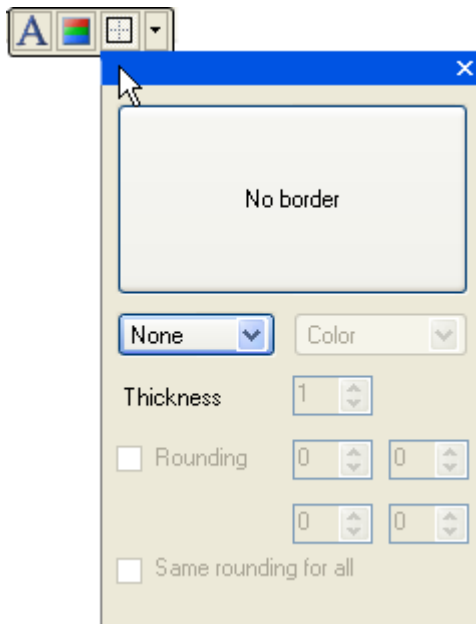 A
No border
None Color
Thickness 1
Rounding 0 0
0 0
Same rounding for all